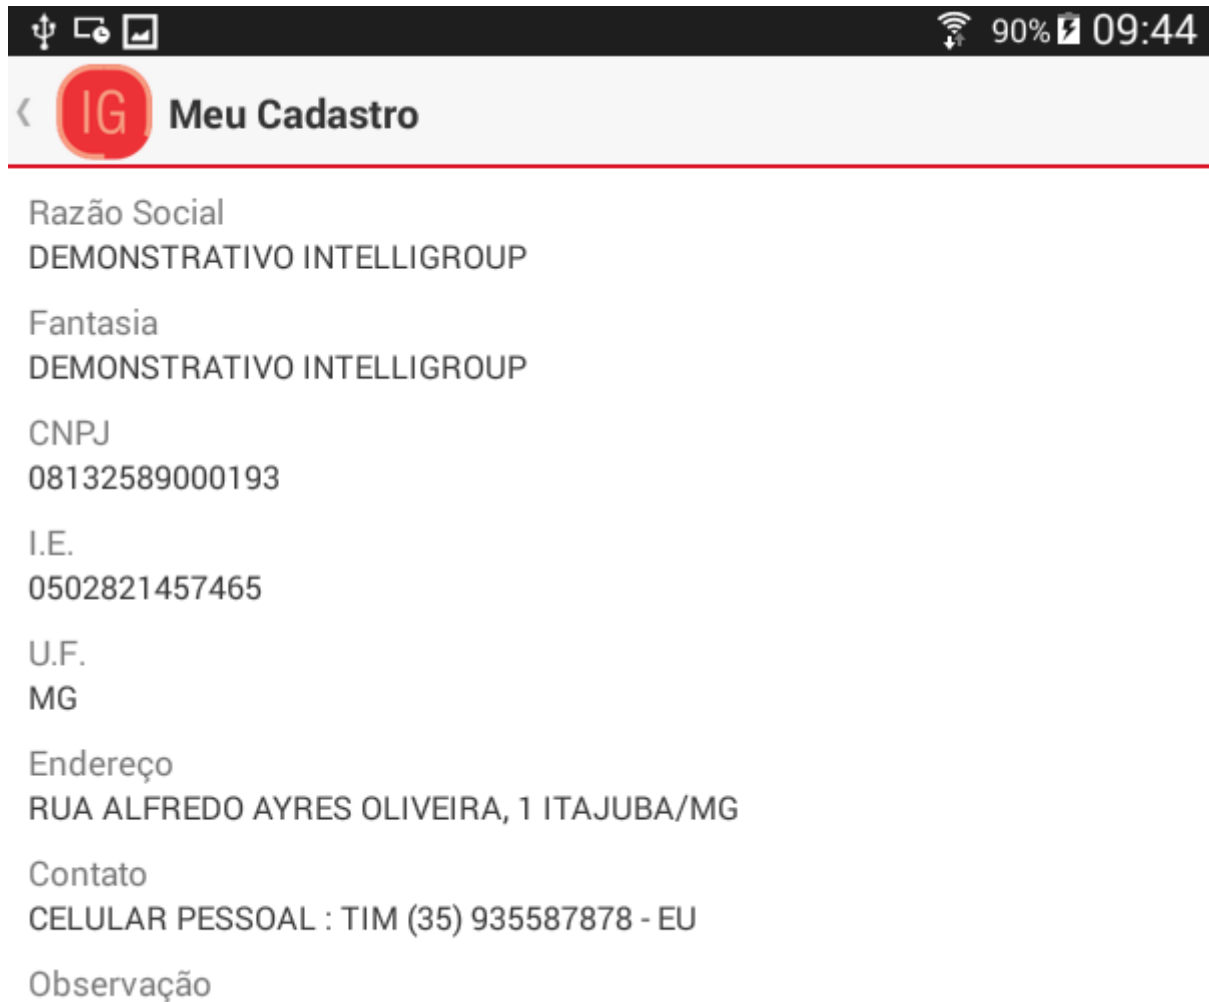 90% 09:44
IG Meu Cadastro
Razão Social
DEMONSTRATIVO INTELLIGROUP
Fantasia
DEMONSTRATIVO INTELLIGROUP
CNPJ
08132589000193
I.E.
0502821457465
U.F.
MG
Endereço
RUA ALFREDO AYRES OLIVEIRA, 1 ITAJUBA/MG
Contato
CELULAR PESSOAL : TIM (35) 935587878 - EU
Observação